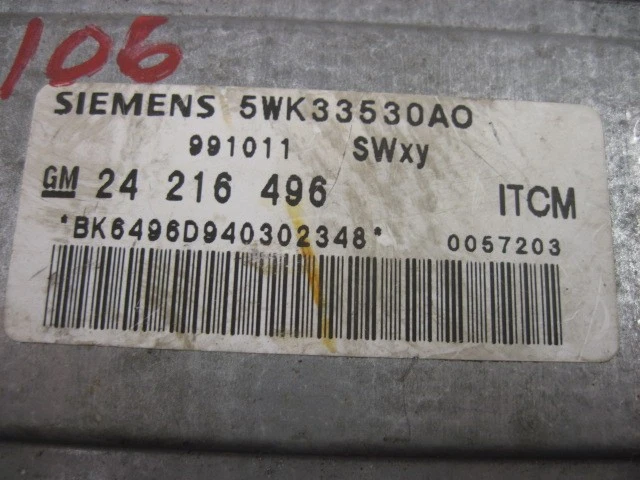 106
SIEMENS 5WK33530AO
991011 SWxy
GM 24 216 496 ITCM
*BK6496D940302348* 0057203